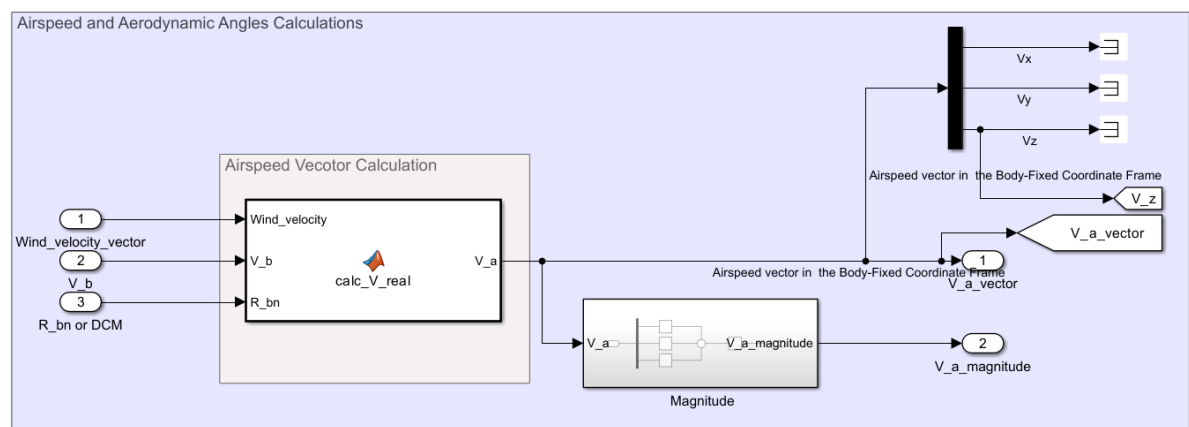 Airspeed and Aerodynamic Angles Calculations
Vx
Vy
Vz
Airspeed vector in  the Body-Fixed Coordinate Frame
V_z
Airspeed Vecotor Calculation
1
Wind_velocity_vector
2
V_b
3
R_bn or DCM
Wind_velocity
V_b
R_bn
calc_V_real
V_a
V_a_vector
Airspeed vector in  the Body-Fixed Coordinate Frame
1
V_a_vector
V_a
V_a_magnitude
Magnitude
2
V_a_magnitude